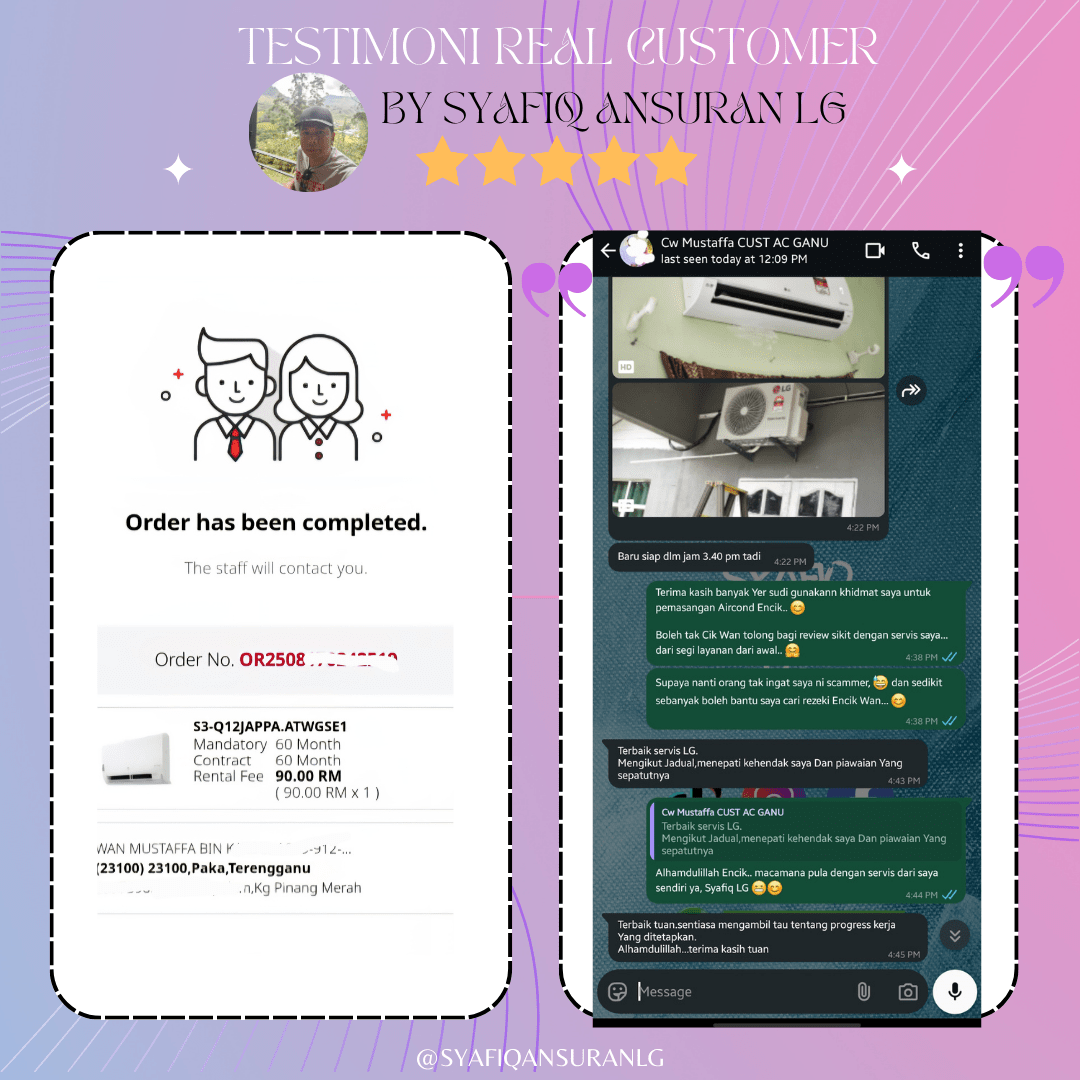 TESTIMONI REAL CUSTOMER
BY SYAFIQ ANSURAN LG
Order has been completed.
The staff will contact you.
Order No. OR2508
S3-Q12JAPPA.ATWGSE1
Mandatory 60 Month
Contract 60 Month
Rental Fee 90.00 RM
( 90.00 RM x 1 )
WAN MUSTAFFA BIN
(23100) 23100,Paka,Terengganu
Kg Pinang Merah
Cw Mustaffa CUST AC GANU
last seen today at 12:09 PM
HD
LG
4:22 PM
Baru siap dlm jam 3.40 pm tadi
4:22 PM
Terima kasih banyak Yer sudi gunakann khidmat saya untuk
pemasangan Aircond Encik.. 😊
Boleh tak Cik Wan tolong bagi review sikit dengan servis saya...
dari segi layanan dari awal.. 🤗
4:38 PM
Supaya nanti orang tak ingat saya ni scammer, 😅 dan sedikit
sebanyak boleh bantu saya cari rezeki Encik Wan... 😊
4:38 PM
Terbaik servis LG.
Mengikut Jadual,menepati kehendak saya Dan piawaian Yang
sepatutnya
4:43 PM
Cw Mustaffa CUST AC GANU
Terbaik servis LG.
Mengikut Jadual,menepati kehendak saya Dan piawaian Yang
sepatutnya
Alhamdulillah Encik.. macamana pula dengan servis dari saya
sendiri ya, Syafiq LG 😁😊
4:44 PM
Terbaik tuan.sentiasa mengambil tau tentang progress kerja
Yang ditetapkan.
Alhamdulillah...terima kasih tuan
4:45 PM
Message
@SYAFIQANSURANLG